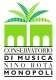 CONSERVATORIO
DI MUSICA
NINO ROTA
MONOPOLI